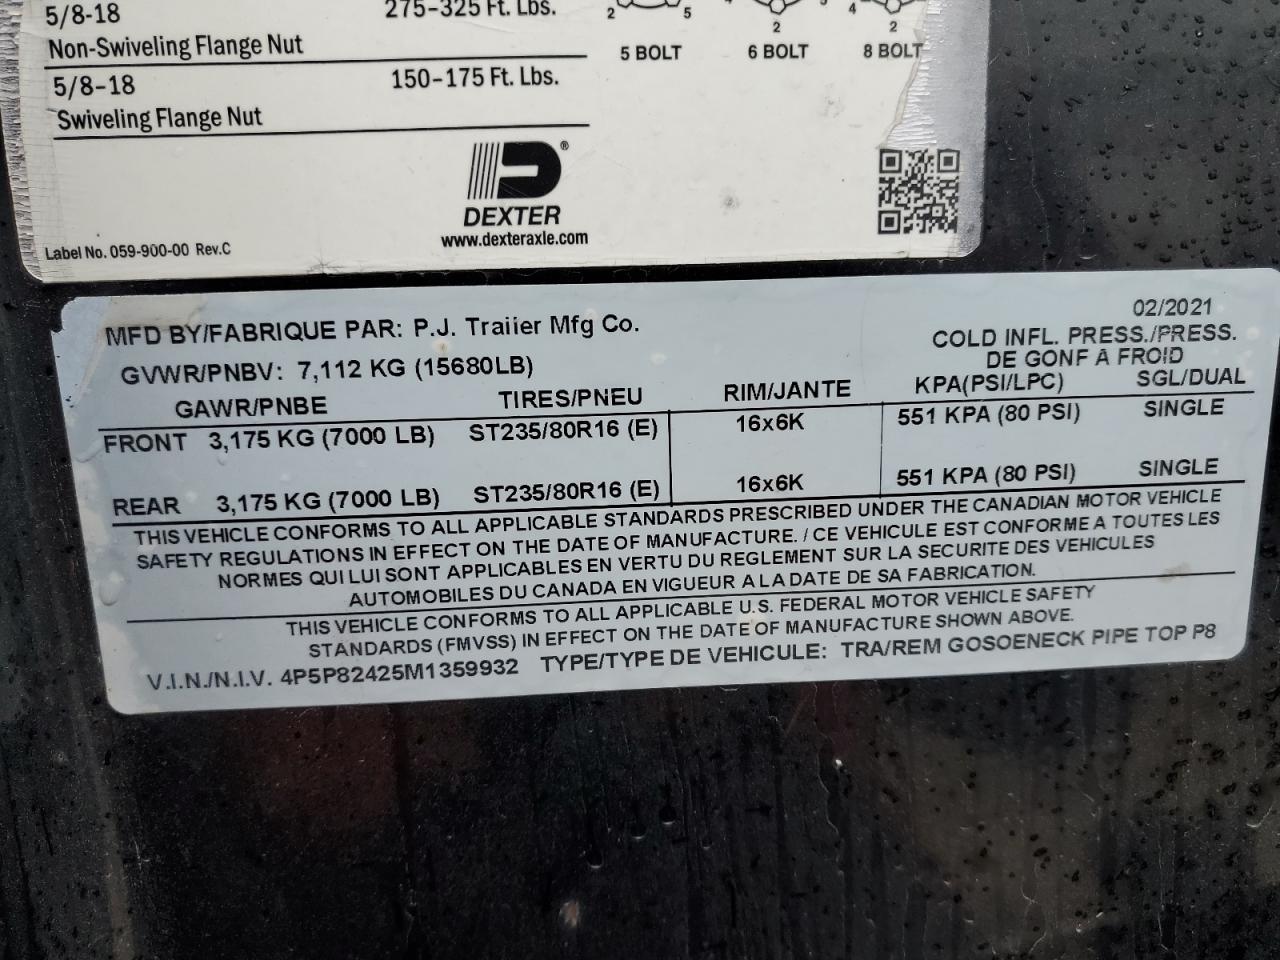 5/8-18 275-325 Ft. Lbs.
Non-Swiveling Flange Nut
5/8-18 150-175 Ft. Lbs.
Swiveling Flange Nut
2 5 2 4 2
5 BOLT 6 BOLT 8 BOLT
D®
DEXTER
www.dexteraxle.com
Label No. 059-900-00 Rev.C
02/2021
MFD BY/FABRIQUE PAR: P.J. Traiier Mfg Co.
COLD INFL. PRESS./PRESS.
DE GONF A FROID
GVWR/PNBV: 7,112 KG (15680LB)
GAWR/PNBE TIRES/PNEU RIM/JANTE KPA(PSI/LPC) SGL/DUAL
FRONT 3,175 KG (7000 LB) ST235/80R16 (E) 16x6K 551 KPA (80 PSI) SINGLE
REAR 3,175 KG (7000 LB) ST235/80R16 (E) 16x6K 551 KPA (80 PSI) SINGLE
THIS VEHICLE CONFORMS TO ALL APPLICABLE STANDARDS PRESCRIBED UNDER THE CANADIAN MOTOR VEHICLE
SAFETY REGULATIONS IN EFFECT ON THE DATE OF MANUFACTURE. / CE VEHICULE EST CONFORME A TOUTES LES
NORMES QUI LUI SONT APPLICABLES EN VERTU DU REGLEMENT SUR LA SECURITE DES VEHICULES
AUTOMOBILES DU CANADA EN VIGUEUR A LA DATE DE SA FABRICATION.
THIS VEHICLE CONFORMS TO ALL APPLICABLE U.S. FEDERAL MOTOR VEHICLE SAFETY
STANDARDS (FMVSS) IN EFFECT ON THE DATE OF MANUFACTURE SHOWN ABOVE.
V.I.N./N.I.V. 4P5P82425M1359932 TYPE/TYPE DE VEHICULE: TRA/REM GOSOENECK PIPE TOP P8